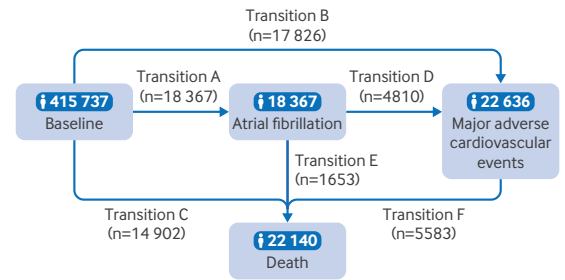 Transition B
(n=17 826)
Transition A
(n=18 367)
Transition D
(n=4810)
415 737
Baseline
18 367
Atrial fibrillation
22 636
Major adverse
cardiovascular
events
Transition E
(n=1653)
Transition C
(n=14 902)
Transition F
(n=5583)
22 140
Death